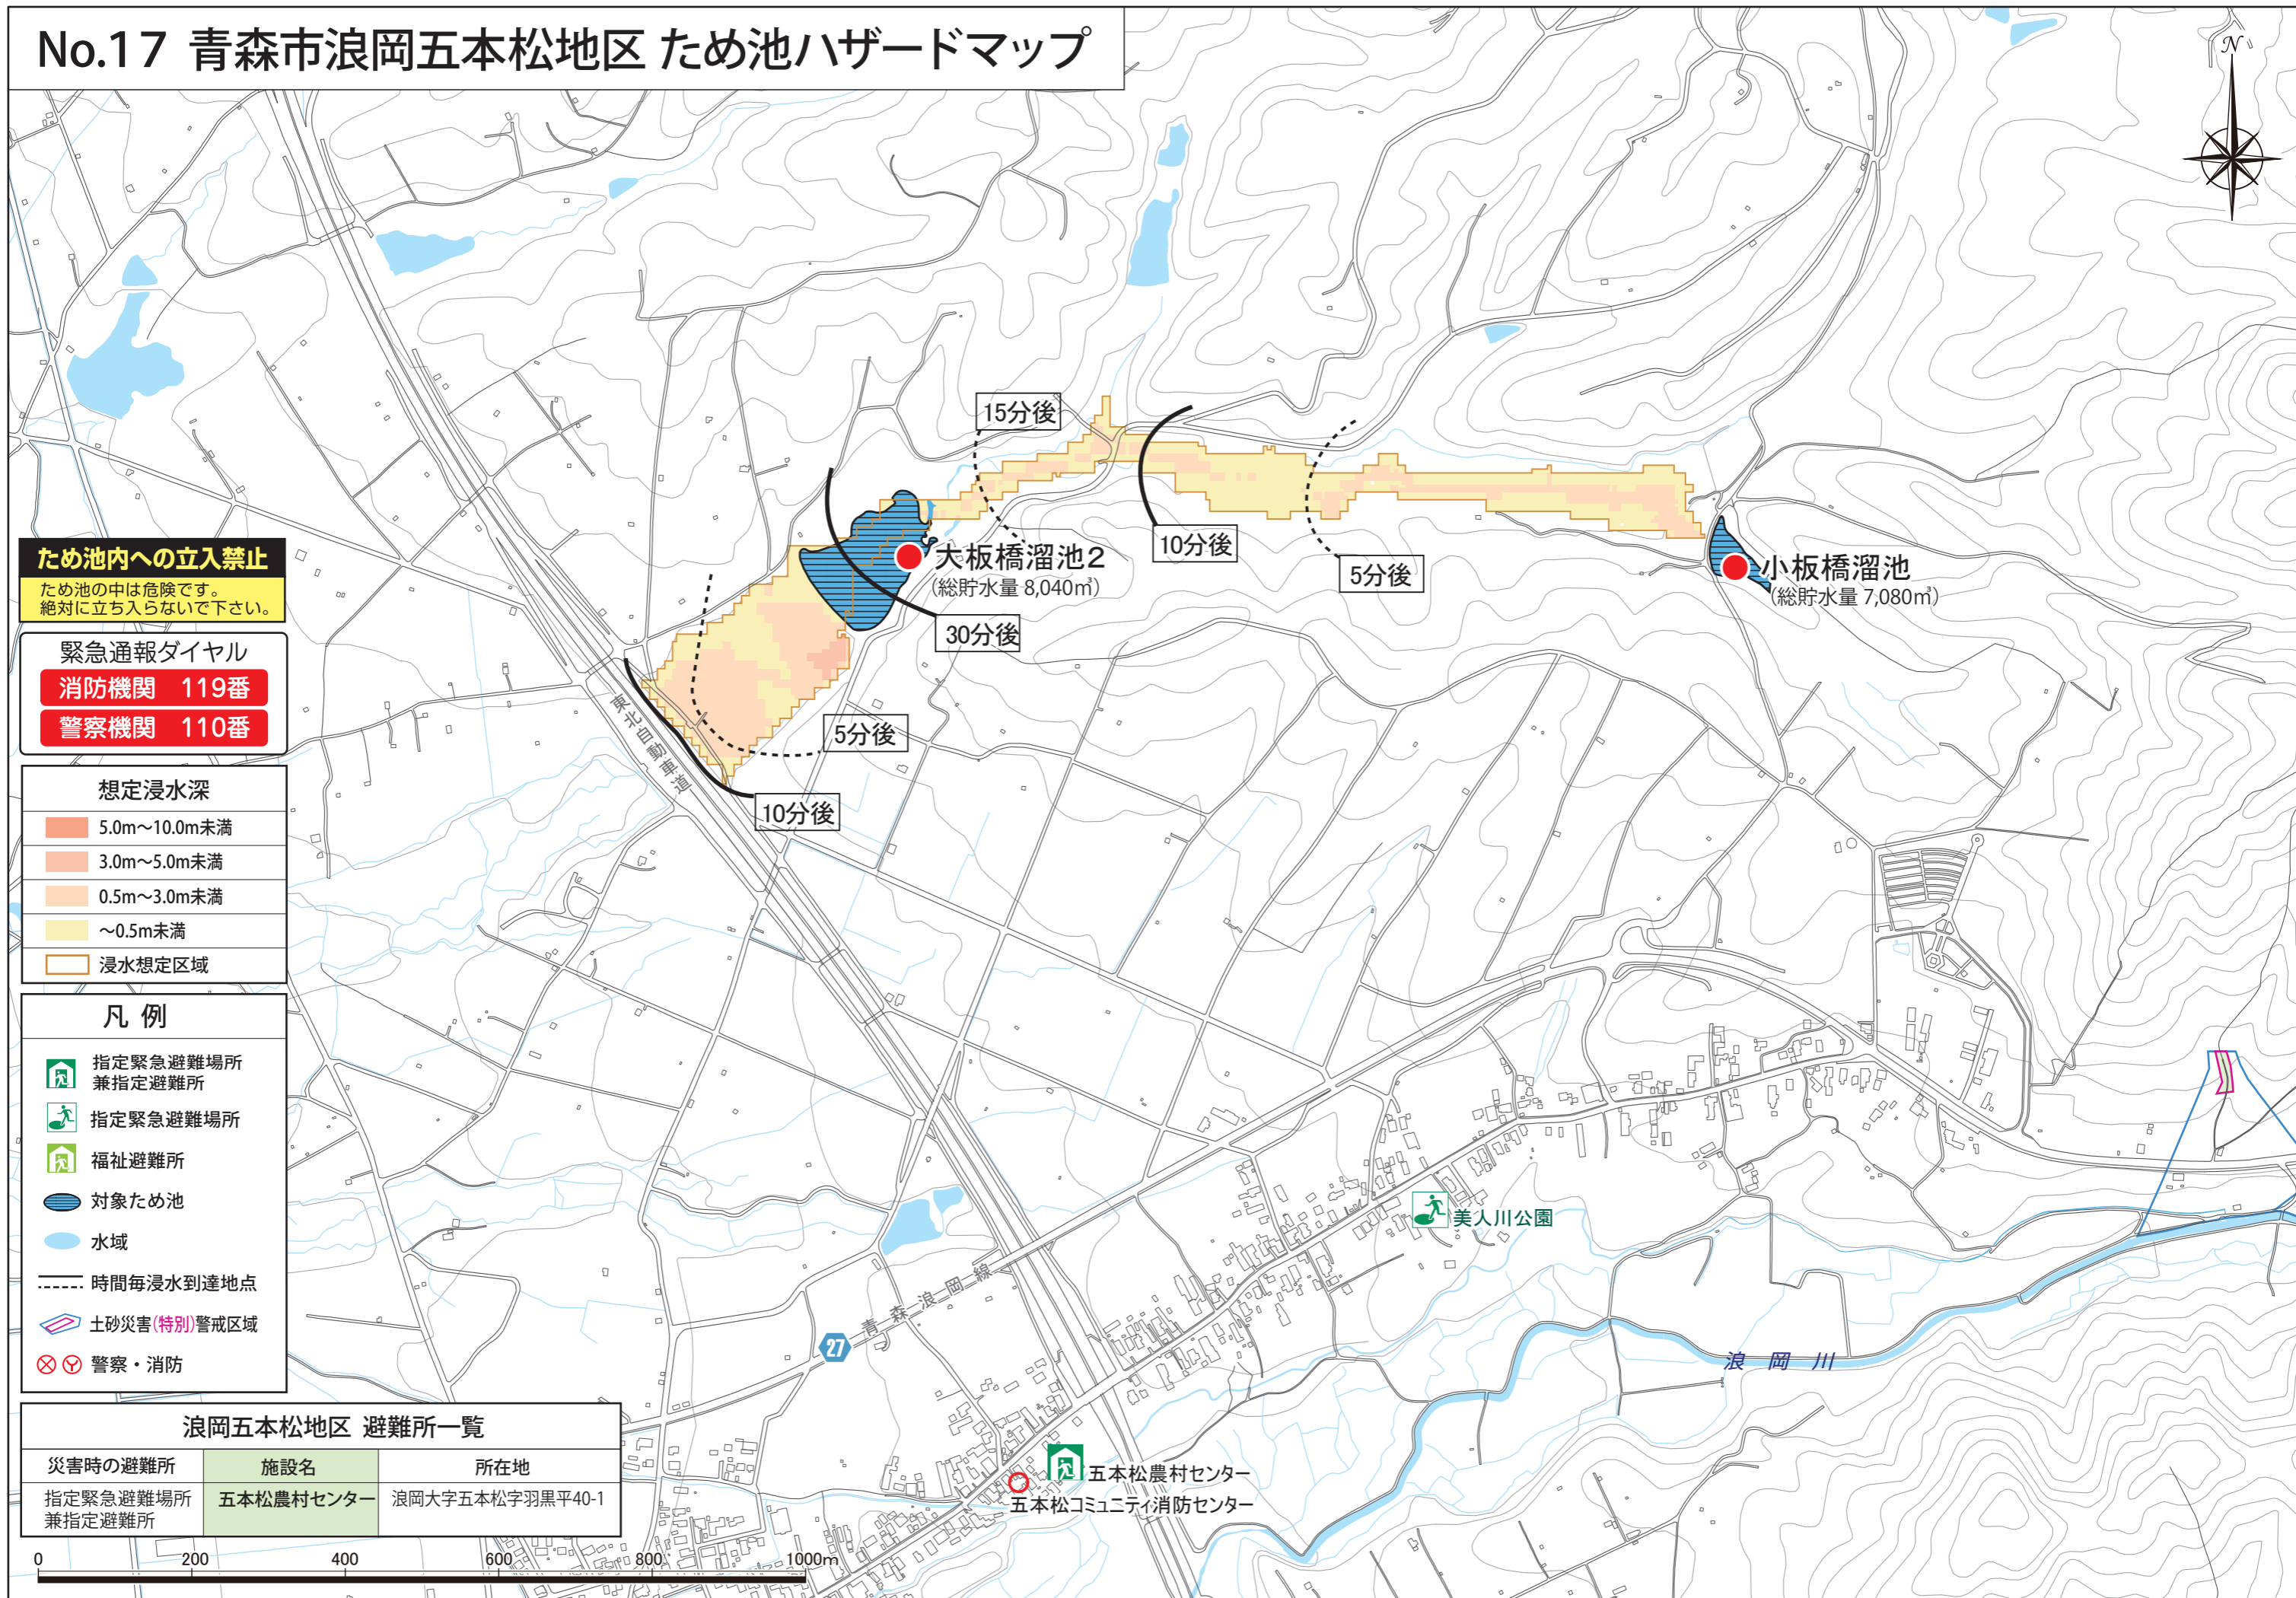 No.17 青森市浪岡五本松地区 ため池ハザードマップ
N
15分後
10分後
5分後
大板橋溜池2
(総貯水量 8,040㎥)
小板橋溜池
(総貯水量 7,080㎥)
30分後
5分後
10分後
東北自動車道
ため池内への立入禁止
ため池の中は危険です。
絶対に立ち入らないで下さい。
緊急通報ダイヤル
消防機関 119番
警察機関 110番
想定浸水深
5.0m～10.0m未満
3.0m～5.0m未満
0.5m～3.0m未満
～0.5m未満
浸水想定区域
凡 例
指定緊急避難場所
兼指定避難所
指定緊急避難場所
福祉避難所
対象ため池
水域
時間毎浸水到達地点
土砂災害(特別)警戒区域
警察・消防
美人川公園
青森浪岡線
27
浪岡川
五本松農村センター
五本松コミュニティ消防センター
浪岡五本松地区 避難所一覧
災害時の避難所 施設名 所在地
指定緊急避難場所 五本松農村センター 浪岡大字五本松字羽黒平40-1
兼指定避難所
0 200 400 600 800 1000m